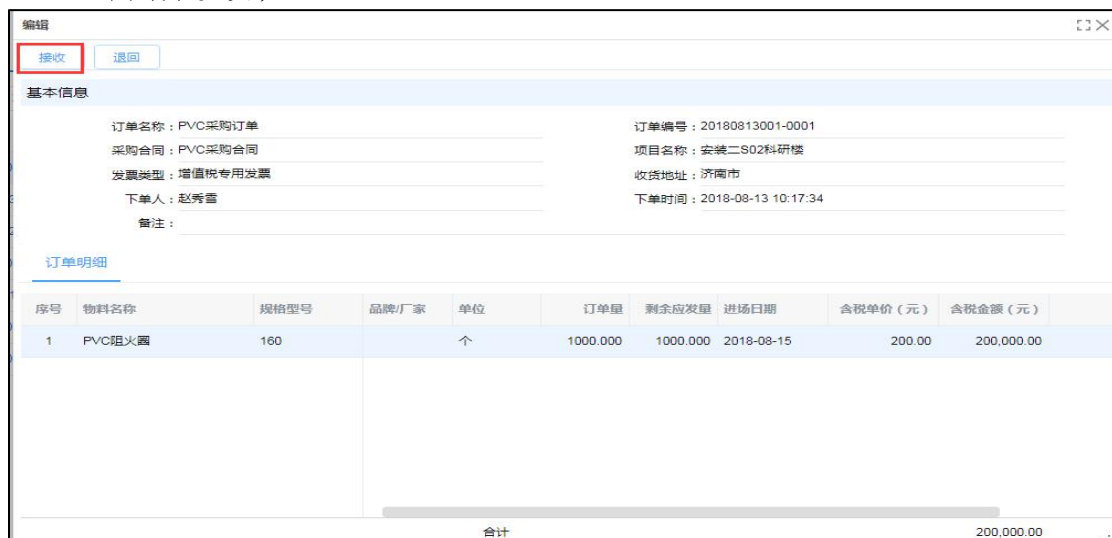 编辑
接收 退回
基本信息
订单名称：PVC采购订单 订单编号：20180813001-0001
采购合同：PVC采购合同 项目名称：安装二S02科研楼
发票类型：增值税专用发票 收货地址：济南市
下单人：赵秀香 下单时间：2018-08-13 10:17:34
备注：
订单明细
序号 物料名称 规格型号 品牌/厂家 单位 订单量 剩余应发量 进场日期 含税单价（元） 含税金额（元）
1 PVC阻火圈 160 个 1000.000 1000.000 2018-08-15 200.00 200,000.00
合计 200,000.00